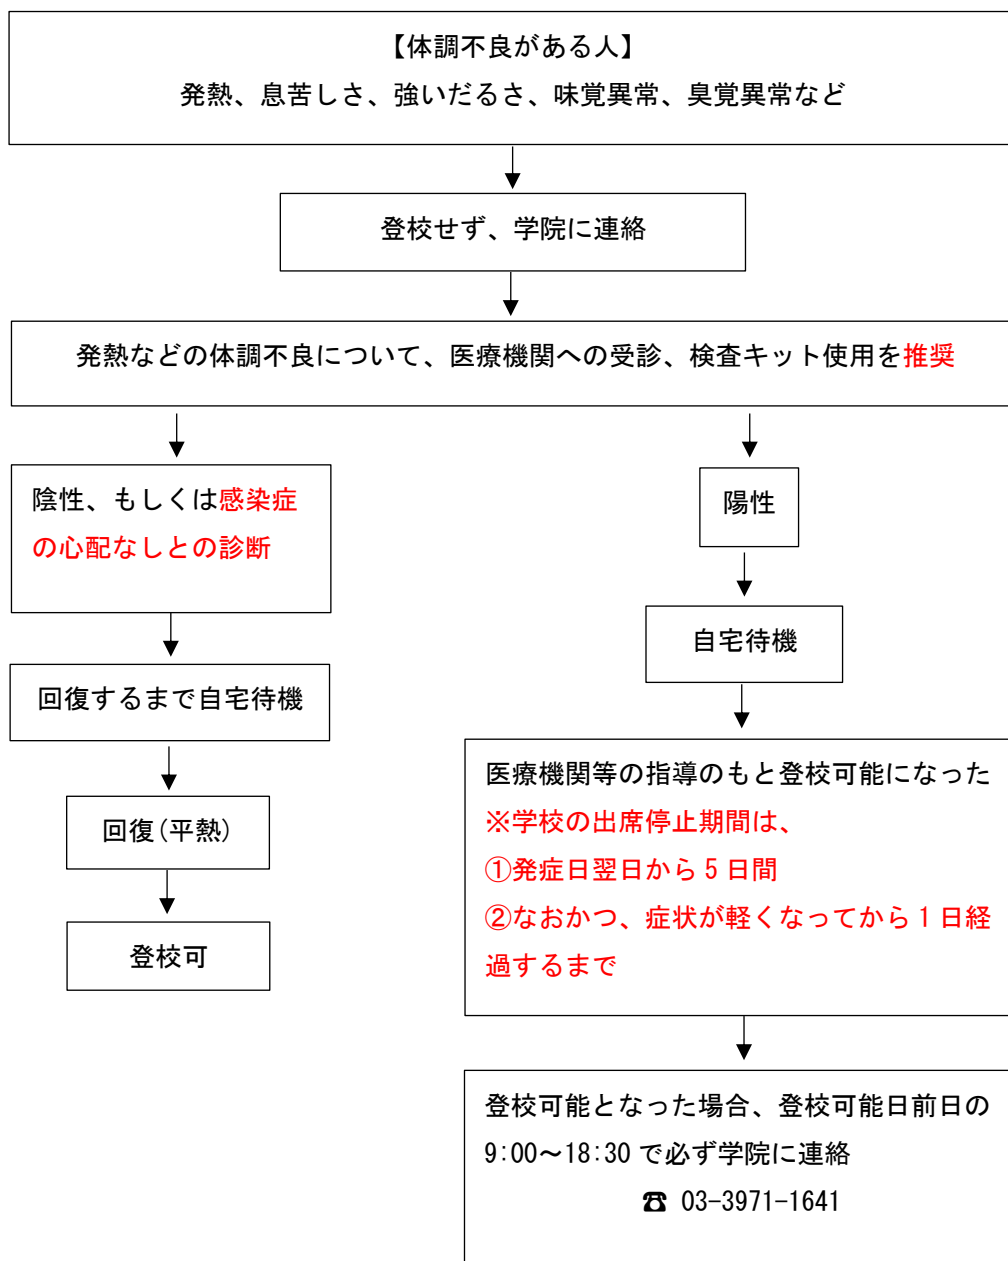 【体調不良がある人】
発熱、息苦しさ、強いだるさ、味覚異常、臭覚異常など
登校せず、学院に連絡
発熱などの体調不良について、医療機関への受診、検査キット使用を推奨
陰性、もしくは感染症
の心配なしとの診断
回復するまで自宅待機
回復(平熱)
登校可
陽性
自宅待機
医療機関等の指導のもと登校可能になった
※学校の出席停止期間は、
①発症日翌日から5日間
②なおかつ、症状が軽くなってから1日経
過するまで
登校可能となった場合、登校可能日前日の
9:00～18:30で必ず学院に連絡
☎ 03-3971-1641